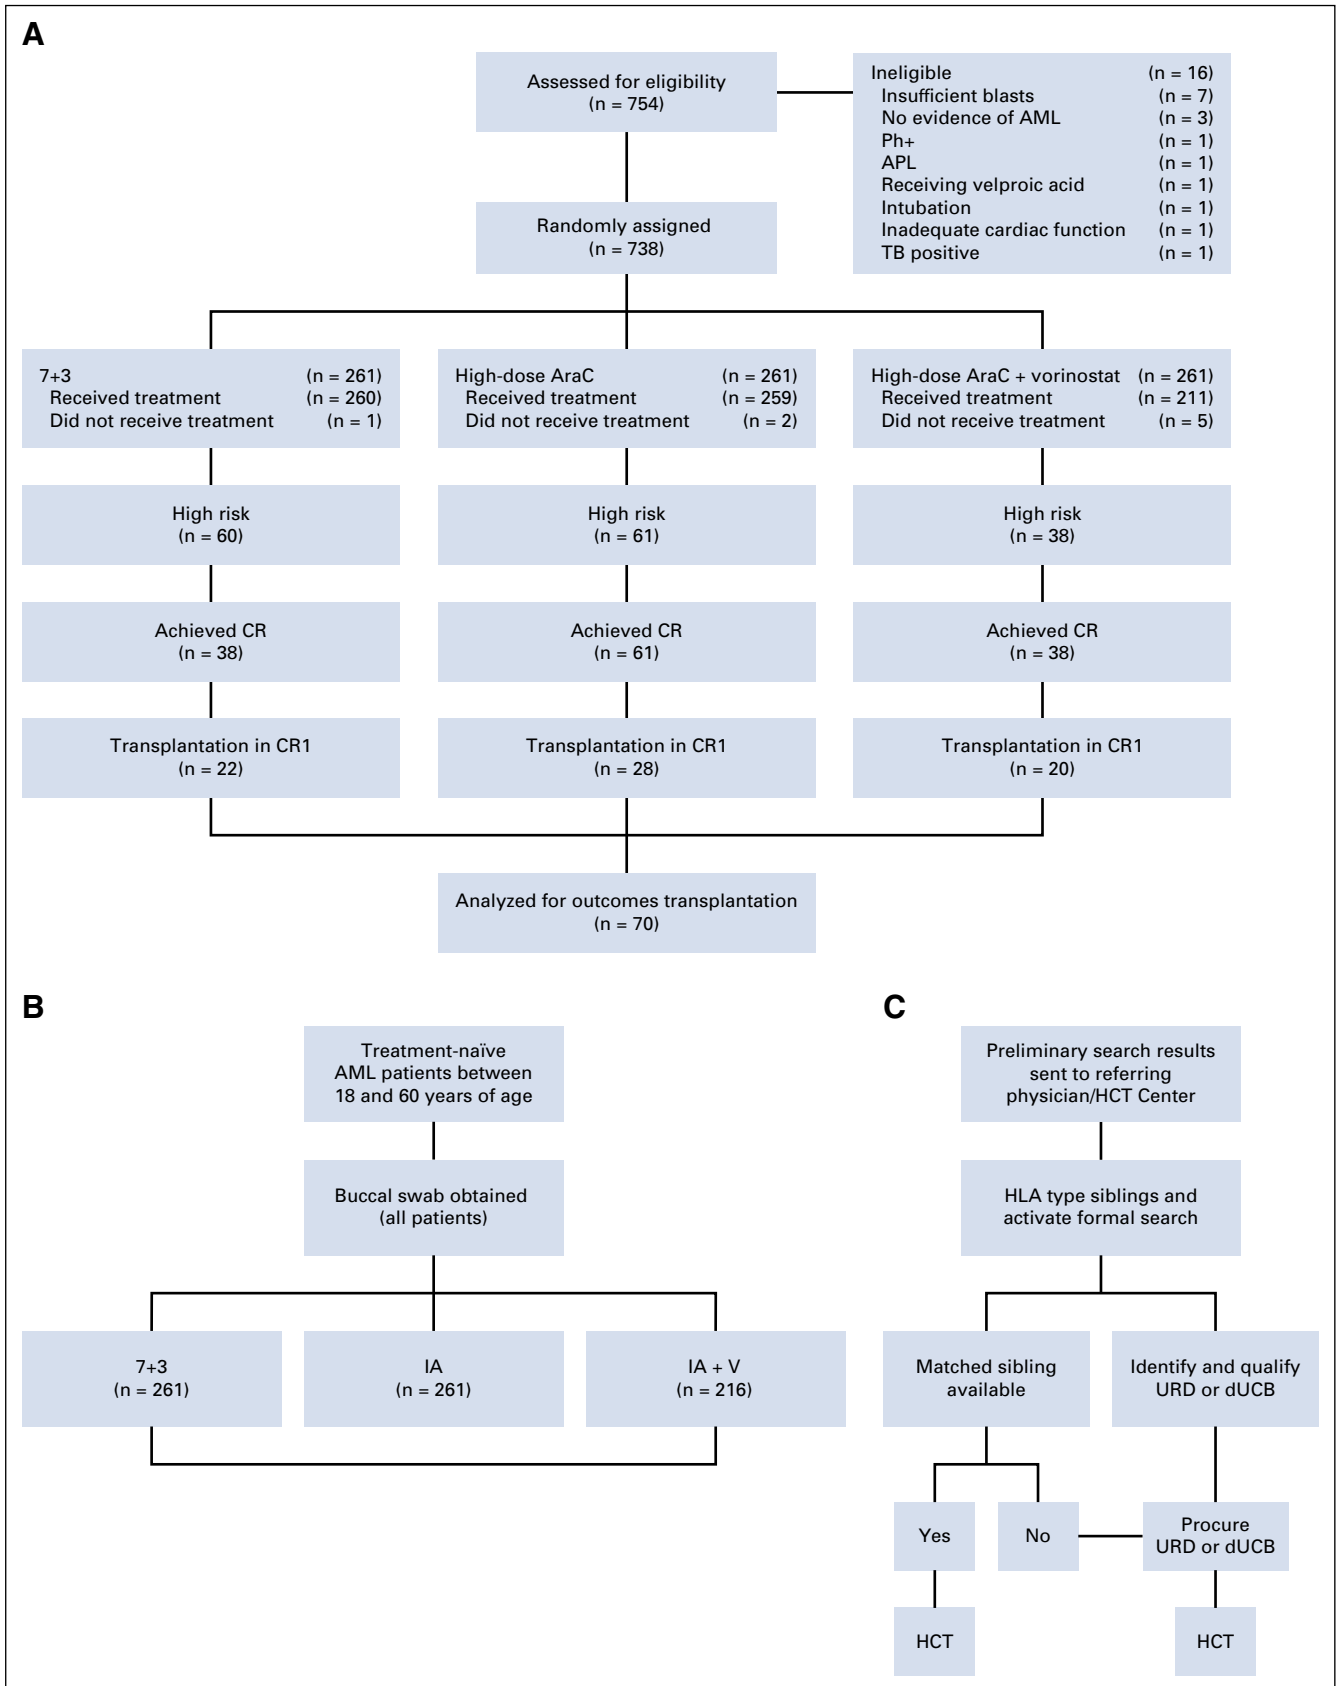 A
Assessed for eligibility
(n = 754)
Ineligible (n = 16)
Insufficient blasts (n = 7)
No evidence of AML (n = 3)
Ph+ (n = 1)
APL (n = 1)
Receiving velproic acid (n = 1)
Intubation (n = 1)
Inadequate cardiac function (n = 1)
TB positive (n = 1)
Randomly assigned
(n = 738)
7+3 (n = 261)
Received treatment (n = 260)
Did not receive treatment (n = 1)
High-dose AraC (n = 261)
Received treatment (n = 259)
Did not receive treatment (n = 2)
High-dose AraC + vorinostat (n = 261)
Received treatment (n = 211)
Did not receive treatment (n = 5)
High risk
(n = 60)
High risk
(n = 61)
High risk
(n = 38)
Achieved CR
(n = 38)
Achieved CR
(n = 61)
Achieved CR
(n = 38)
Transplantation in CR1
(n = 22)
Transplantation in CR1
(n = 28)
Transplantation in CR1
(n = 20)
Analyzed for outcomes transplantation
(n = 70)
B
Treatment-naïve
AML patients between
18 and 60 years of age
Buccal swab obtained
(all patients)
7+3
(n = 261)
IA
(n = 261)
IA + V
(n = 216)
C
Preliminary search results
sent to referring
physician/HCT Center
HLA type siblings and
activate formal search
Matched sibling
available
Identify and qualify
URD or dUCB
Yes
No
Procure
URD or dUCB
HCT
HCT